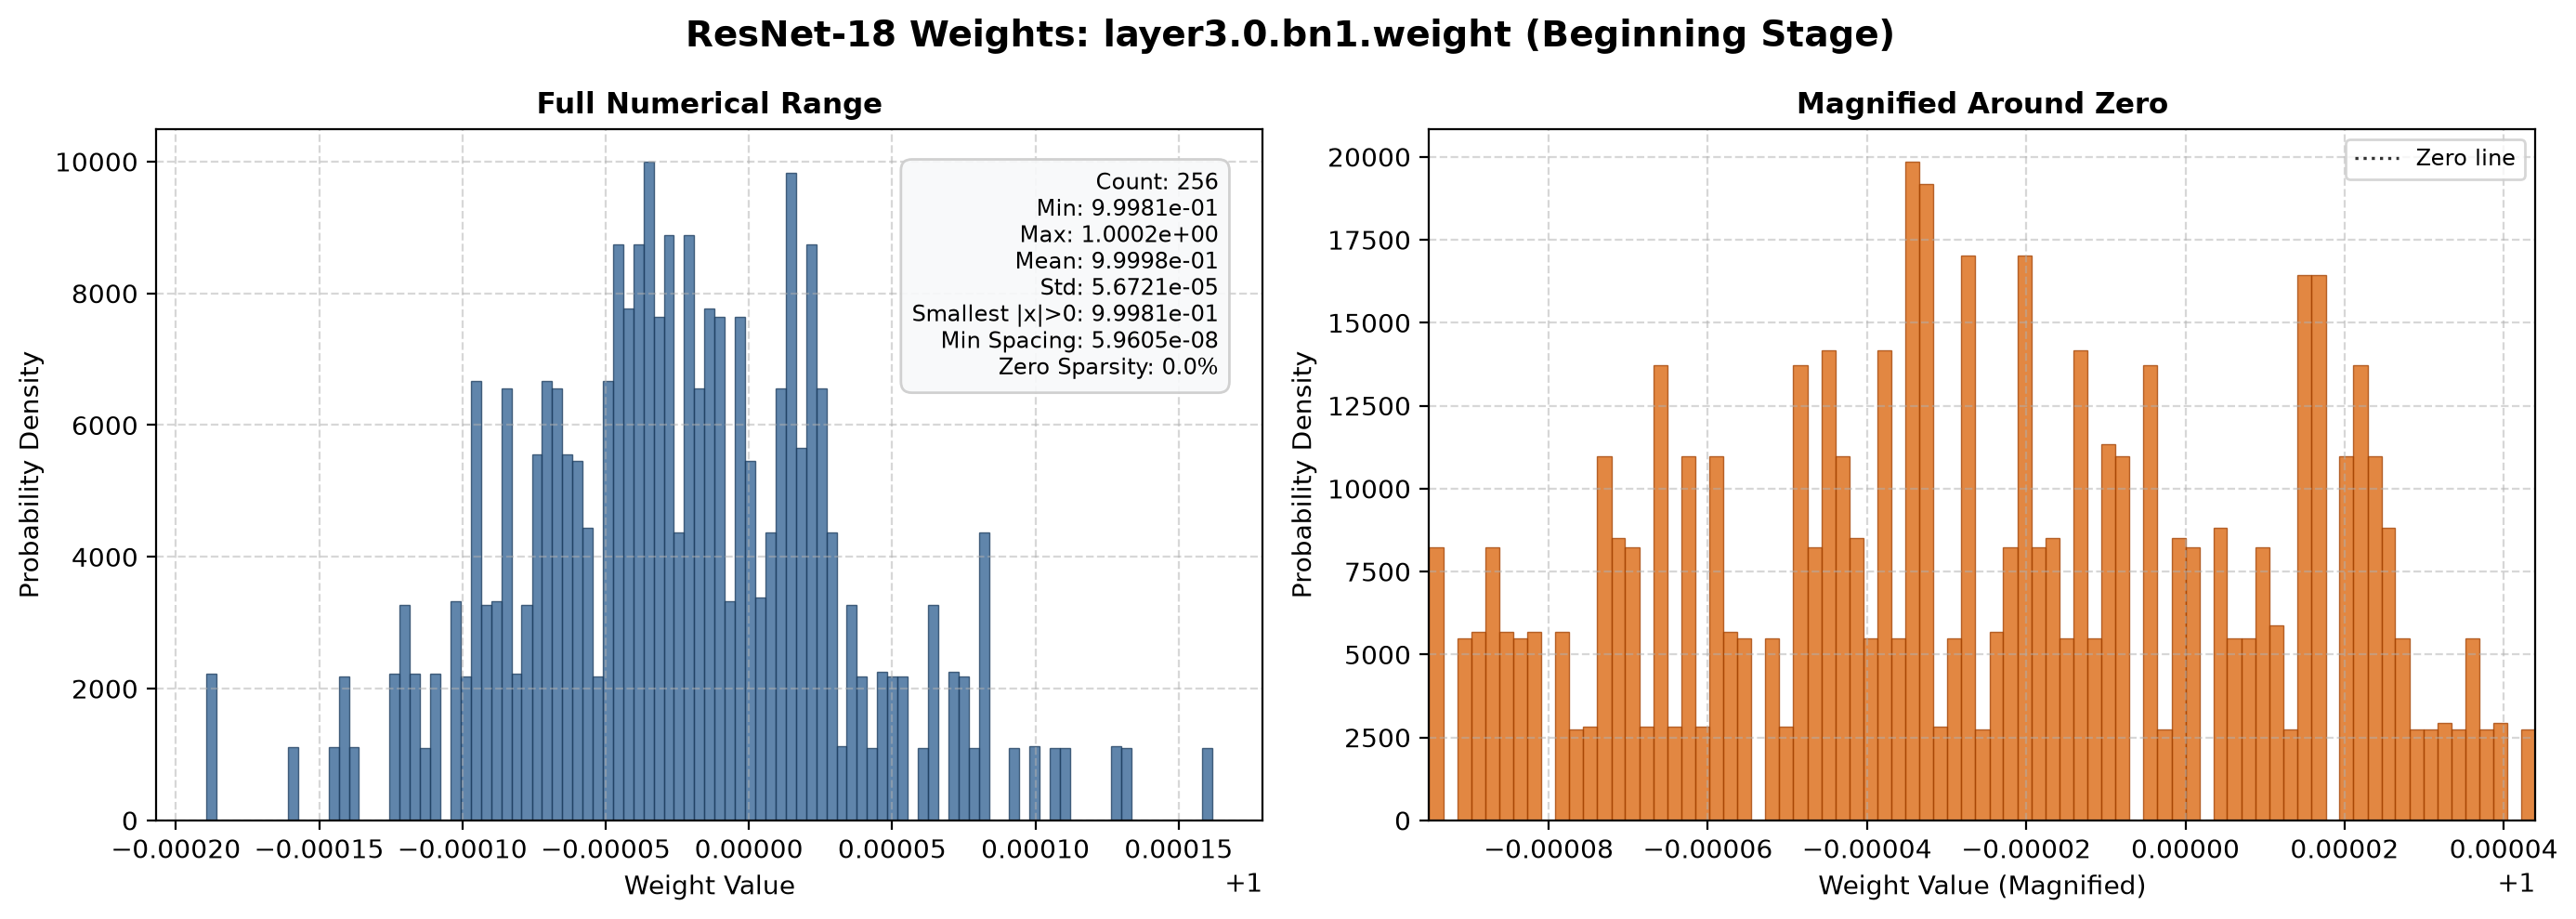 ResNet-18 Weights: layer3.0.bn1.weight (Beginning Stage)
Full Numerical Range
Probability Density
10000
8000
6000
4000
2000
0
Count: 256
Min: 9.9981e-01
Max: 1.0002e+00
Mean: 9.9998e-01
Std: 5.6721e-05
Smallest |x|>0: 9.9981e-01
Min Spacing: 5.9605e-08
Zero Sparsity: 0.0%
−0.00020 −0.00015 −0.00010 −0.00005 0.00000 0.00005 0.00010 0.00015
Weight Value
+1
Magnified Around Zero
Probability Density
20000
17500
15000
12500
10000
7500
5000
2500
0
Zero line
−0.00008 −0.00006 −0.00004 −0.00002 0.00000 0.00002 0.00004
Weight Value (Magnified)
+1